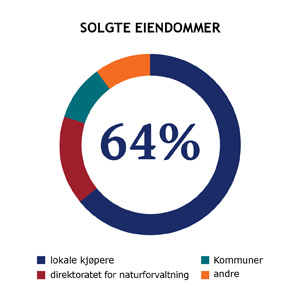 SOLGTE EIENDOMMER
64%
lokale kjøpere
Kommuner
direktoratet for naturforvaltning
andre